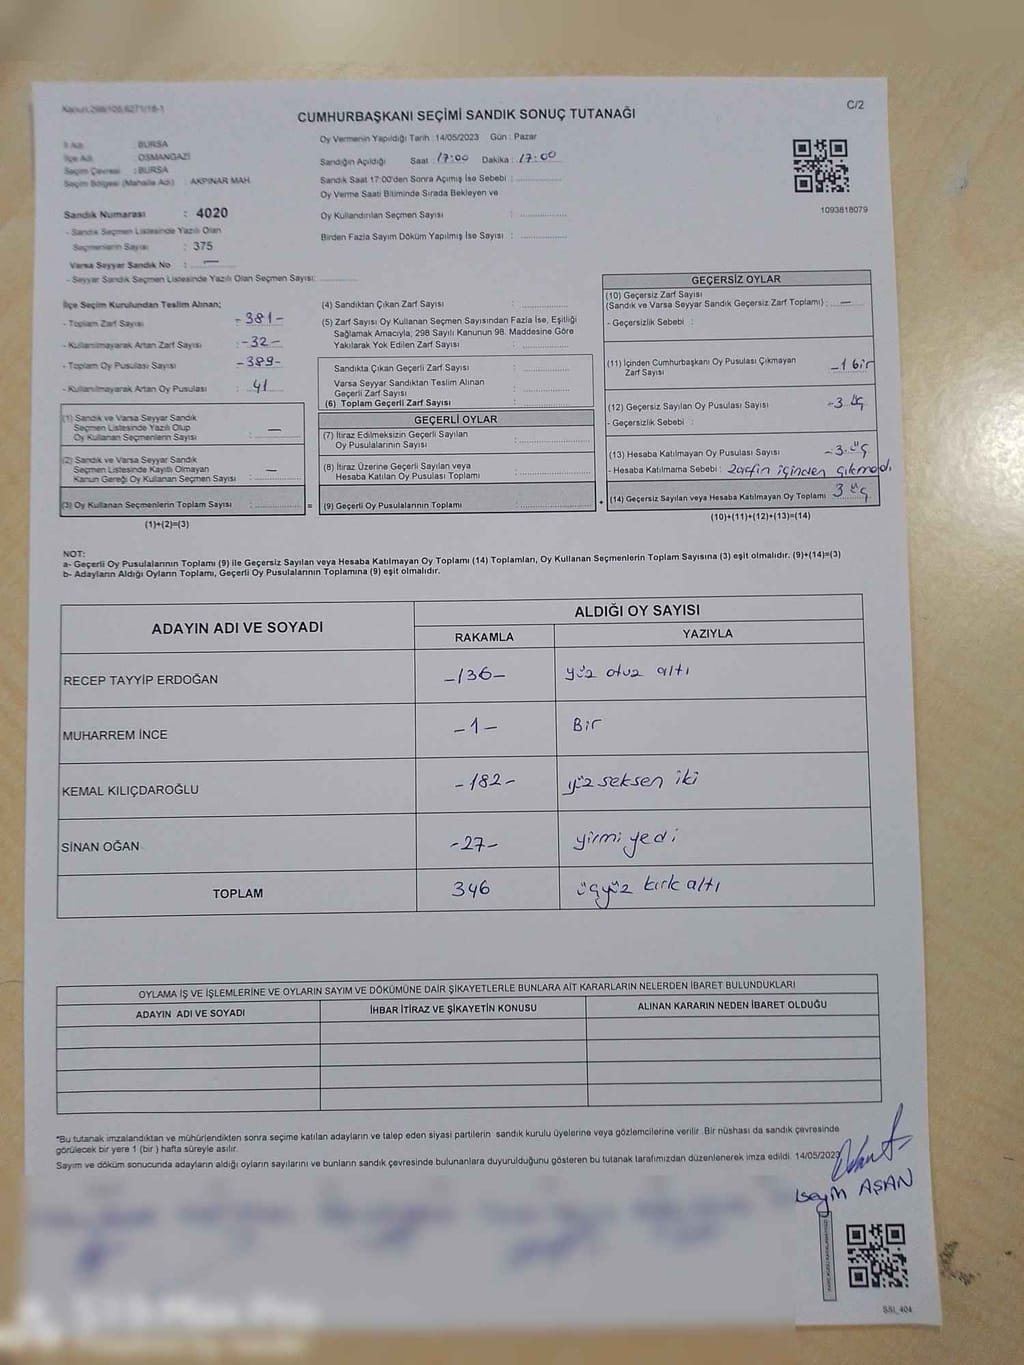 Kanun:298/105,6271/18-1
C/2
CUMHURBAŞKANI SEÇİMİ SANDIK SONUÇ TUTANAĞI
İl Adı : BURSA
İlçe Adı : OSMANGAZİ
Seçim Çevresi : BURSA
Seçim Bölgesi (Mahalle Adı) : AKPINAR MAH.
Oy Vermenin Yapıldığı Tarih : 14/05/2023 Gün : Pazar
Sandığın Açıldığı Saat : 17:00 Dakika : 17:00
Sandık Saat 17:00'den Sonra Açımış İse Sebebi :
Oy Verme Saati Bitiminde Sırada Bekleyen ve
Oy Kullandırılan Seçmen Sayısı :
Birden Fazla Sayım Döküm Yapılmış İse Sayısı :
1093818079
Sandık Numarası : 4020
- Sandık Seçmen Listesinde Yazılı Olan
Seçmenlerin Sayısı : 375
Varsa Seyyar Sandık No : —
- Seyyar Sandık Seçmen Listesinde Yazılı Olan Seçmen Sayısı:
İlçe Seçim Kurulundan Teslim Alınan;
- Toplam Zarf Sayısı : -381-
- Kullanılmayarak Artan Zarf Sayısı : -32-
- Toplam Oy Pusulası Sayısı : -389-
- Kullanılmayarak Artan Oy Pusulası : 41
(1) Sandık ve Varsa Seyyar Sandık
Seçmen Listesinde Yazılı Olup
Oy Kullanan Seçmenlerin Sayısı : —
(2) Sandık ve Varsa Seyyar Sandık
Seçmen Listesinde Kayıtlı Olmayan
Kanun Gereği Oy Kullanan Seçmen Sayısı : —
(3) Oy Kullanan Seçmenlerin Toplam Sayısı :
(1)+(2)=(3)
(4) Sandıktan Çıkan Zarf Sayısı :
(5) Zarf Sayısı Oy Kullanan Seçmen Sayısından Fazla İse, Eşitliği
Sağlamak Amacıyla, 298 Sayılı Kanunun 98. Maddesine Göre
Yakılarak Yok Edilen Zarf Sayısı :
Sandıkta Çıkan Geçerli Zarf Sayısı :
Varsa Seyyar Sandıktan Teslim Alınan
Geçerli Zarf Sayısı :
(6) Toplam Geçerli Zarf Sayısı :
GEÇERLİ OYLAR
(7) İtiraz Edilmeksizin Geçerli Sayılan
Oy Pusulalarının Sayısı :
(8) İtiraz Üzerine Geçerli Sayılan veya
Hesaba Katılan Oy Pusulası Toplamı :
= (9) Geçerli Oy Pusulalarının Toplamı :
GEÇERSİZ OYLAR
(10) Geçersiz Zarf Sayısı
(Sandık ve Varsa Seyyar Sandık Geçersiz Zarf Toplamı) : —
- Geçersizlik Sebebi :
(11) İçinden Cumhurbaşkanı Oy Pusulası Çıkmayan
Zarf Sayısı -1 bir
(12) Geçersiz Sayılan Oy Pusulası Sayısı -3 üç
- Geçersizlik Sebebi :
(13) Hesaba Katılmayan Oy Pusulası Sayısı -3 üç
- Hesaba Katılmama Sebebi : zarfın içinden çıkmadı.
+ (14) Geçersiz Sayılan veya Hesaba Katılmayan Oy Toplamı 3 üç
(10)+(11)+(12)+(13)=(14)
NOT:
a- Geçerli Oy Pusulalarının Toplamı (9) ile Geçersiz Sayılan veya Hesaba Katılmayan Oy Toplamı (14) Toplamları, Oy Kullanan Seçmenlerin Toplam Sayısına (3) eşit olmalıdır. (9)+(14)=(3)
b- Adayların Aldığı Oyların Toplamı, Geçerli Oy Pusulalarının Toplamına (9) eşit olmalıdır.
ADAYIN ADI VE SOYADI
ALDIĞI OY SAYISI
RAKAMLA YAZIYLA
RECEP TAYYİP ERDOĞAN -136- yüz otuz altı
MUHARREM İNCE -1- Bir
KEMAL KILIÇDAROĞLU -182- yüz seksen iki
SİNAN OĞAN -27- yirmi yedi
TOPLAM 346 üçyüz kırk altı
OYLAMA İŞ VE İŞLEMLERİNE VE OYLARIN SAYIM VE DÖKÜMÜNE DAİR ŞİKAYETLERLE BUNLARA AİT KARARLARIN NELERDEN İBARET BULUNDUKLARI
ADAYIN ADI VE SOYADI İHBAR İTİRAZ VE ŞİKAYETİN KONUSU ALINAN KARARIN NEDEN İBARET OLDUĞU
*Bu tutanak imzalandıktan ve mühürlendikten sonra seçime katılan adayların ve talep eden siyasi partilerin sandık kurulu üyelerine veya gözlemcilerine verilir. Bir nüshası da sandık çevresinde
görülecek bir yere 1 (bir ) hafta süreyle asılır.
Sayım ve döküm sonucunda adayların aldığı oyların sayılarını ve bunların sandık çevresinde bulunanlara duyurulduğunu gösteren bu tutanak tarafımızdan düzenlenerek imza edildi. 14/05/2023
AŞAN
SSI_404